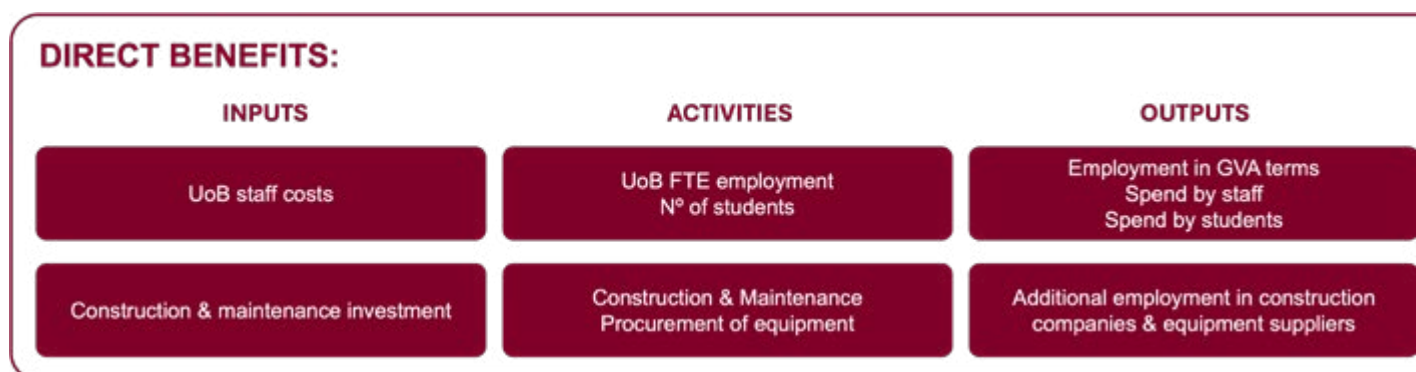 DIRECT BENEFITS:
INPUTS
ACTIVITIES
OUTPUTS
UoB staff costs
UoB FTE employment
Nº of students
Employment in GVA terms
Spend by staff
Spend by students
Construction & maintenance investment
Construction & Maintenance
Procurement of equipment
Additional employment in construction
companies & equipment suppliers